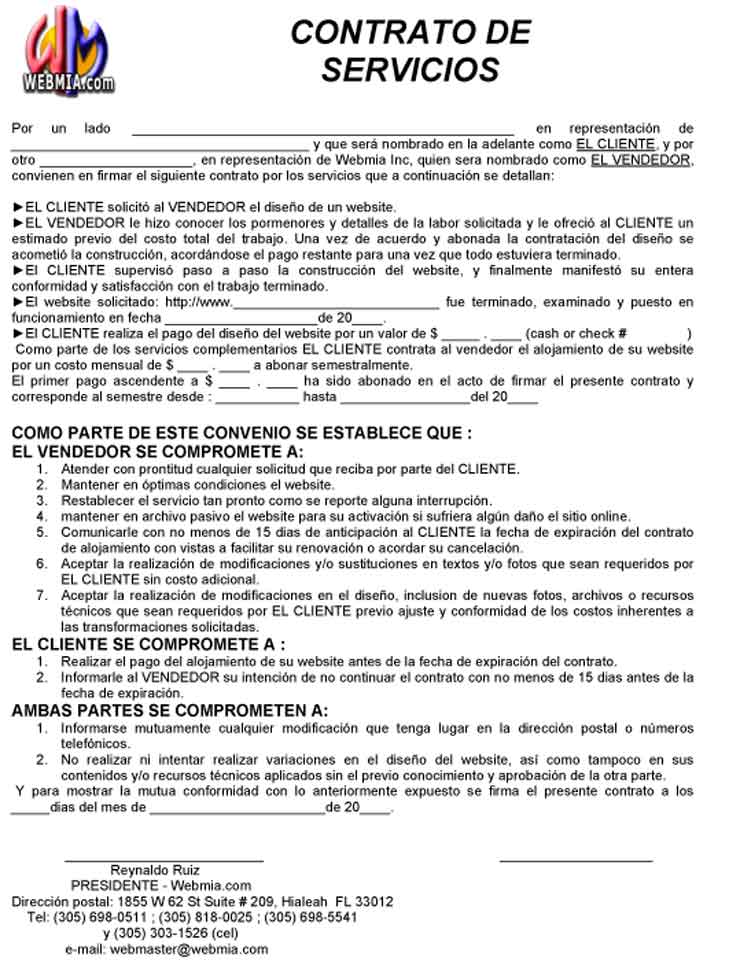 WEBMIA.com
CONTRATO DE
SERVICIOS
Por un lado ________________________________________________ en representación de
______________________________________ y que será nombrado en la adelante como EL CLIENTE, y por
otro ____________________, en representación de Webmia Inc, quien sera nombrado como EL VENDEDOR,
convienen en firmar el siguiente contrato por los servicios que a continuación se detallan:
►EL CLIENTE solicitó al VENDEDOR el diseño de un website.
►EL VENDEDOR le hizo conocer los pormenores y detalles de la labor solicitada y le ofreció al CLIENTE un
estimado previo del costo total del trabajo. Una vez de acuerdo y abonada la contratación del diseño se
acometió la construcción, acordándose el pago restante para una vez que todo estuviera terminado.
►El CLIENTE supervisó paso a paso la construcción del website, y finalmente manifestó su entera
conformidad y satisfacción con el trabajo terminado.
►El website solicitado: http://www.__________________________ fue terminado, examinado y puesto en
funcionamiento en fecha ____________________de 20____.
►El CLIENTE realiza el pago del diseño del website por un valor de $ _____ . ____ (cash or check # )
Como parte de los servicios complementarios EL CLIENTE contrata al vendedor el alojamiento de su website
por un costo mensual de $ ____ . ____ a abonar semestralmente.
El primer pago ascendente a $ ____ . ____ ha sido abonado en el acto de firmar el presente contrato y
corresponde al semestre desde : ___________ hasta ________________del 20____
COMO PARTE DE ESTE CONVENIO SE ESTABLECE QUE :
EL VENDEDOR SE COMPROMETE A:
1. Atender con prontitud cualquier solicitud que reciba por parte del CLIENTE.
2. Mantener en óptimas condiciones el website.
3. Restablecer el servicio tan pronto como se reporte alguna interrupción.
4. mantener en archivo pasivo el website para su activación si sufriera algún daño el sitio online.
5. Comunicarle con no menos de 15 dias de anticipación al CLIENTE la fecha de expiración del contrato
de alojamiento con vistas a facilitar su renovación o acordar su cancelación.
6. Aceptar la realización de modificaciones y/o sustituciones en textos y/o fotos que sean requeridos por
EL CLIENTE sin costo adicional.
7. Aceptar la realización de modificaciones en el diseño, inclusion de nuevas fotos, archivos o recursos
técnicos que sean requeridos por EL CLIENTE previo ajuste y conformidad de los costos inherentes a
las transformaciones solicitadas.
EL CLIENTE SE COMPROMETE A :
1. Realizar el pago del alojamiento de su website antes de la fecha de expiración del contrato.
2. Informarle al VENDEDOR su intención de no continuar el contrato con no menos de 15 días antes de la
fecha de expiración.
AMBAS PARTES SE COMPROMETEN A:
1. Informarse mutuamente cualquier modificación que tenga lugar en la dirección postal o números
telefónicos.
2. No realizar ni intentar realizar variaciones en el diseño del website, así como tampoco en sus
contenidos y/o recursos técnicos aplicados sin el previo conocimiento y aprobación de la otra parte.
Y para mostrar la mutua conformidad con lo anteriormente expuesto se firma el presente contrato a los
_____dias del mes de _______________________de 20____.
Reynaldo Ruiz
PRESIDENTE - Webmia.com
Dirección postal: 1855 W 62 St Suite # 209, Hialeah FL 33012
Tel: (305) 698-0511 ; (305) 818-0025 ; (305) 698-5541
y (305) 303-1526 (cel)
e-mail: webmaster@webmia.com